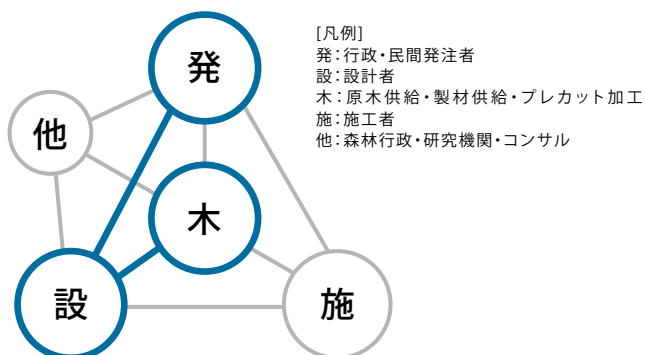 発
他
木
設
施
[凡例]
発:行政・民間発注者
設:設計者
木:原木供給・製材供給・プレカット加工
施:施工者
他:森林行政・研究機関・コンサル